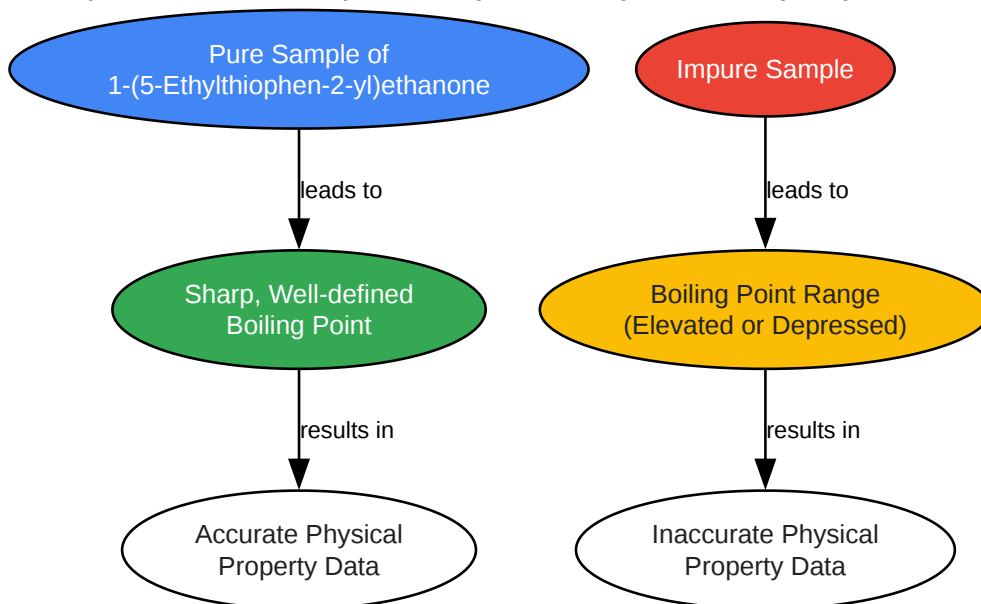 Pure Sample of
1-(5-Ethylthiophen-2-yl)ethanone
Impure Sample
leads to
leads to
Sharp, Well-defined
Boiling Point
Boiling Point Range
(Elevated or Depressed)
results in
results in
Accurate Physical
Property Data
Inaccurate Physical
Property Data